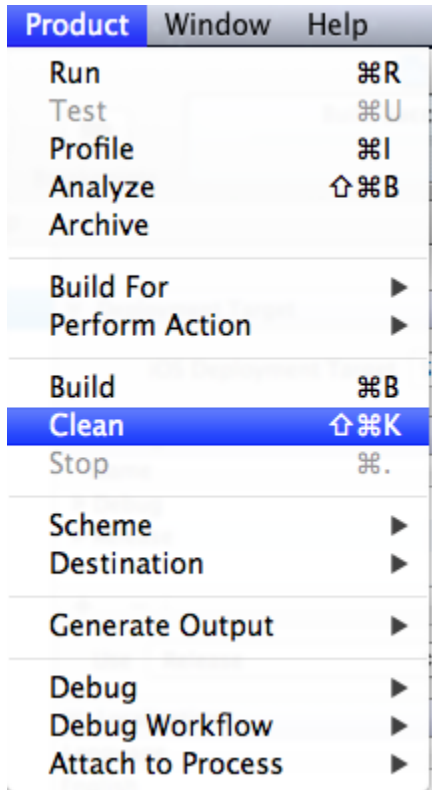 Product Window Help
Run ⌘R
Test ⌘U
Profile ⌘I
Analyze ⇧⌘B
Archive
Build For ▶
Perform Action ▶
Build ⌘B
Clean ⇧⌘K
Stop ⌘.
Scheme ▶
Destination ▶
Generate Output ▶
Debug ▶
Debug Workflow ▶
Attach to Process ▶